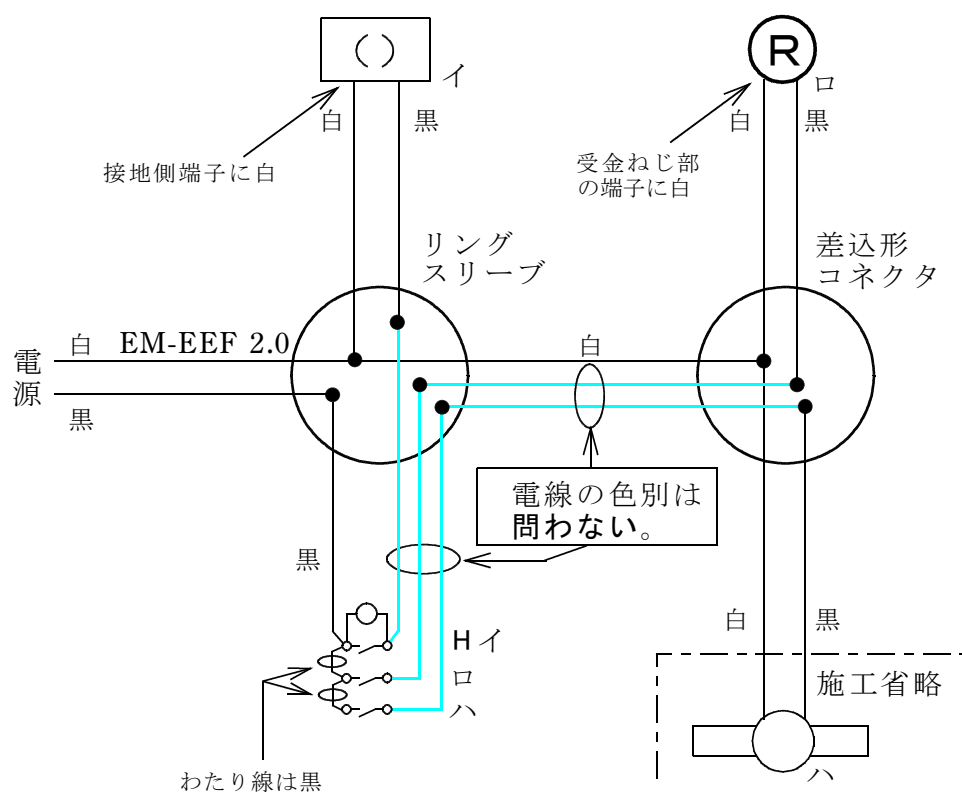 イ
R
ロ
白
黒
白
黒
接地側端子に白
受金ねじ部
の端子に白
リング
スリーブ
差込形
コネクタ
電源
白 EM-EEF 2.0
黒
白
電線の色別は
問わない。
黒
白
黒
H イ
ロ
ハ
施工省略
わたり線は黒
ハ